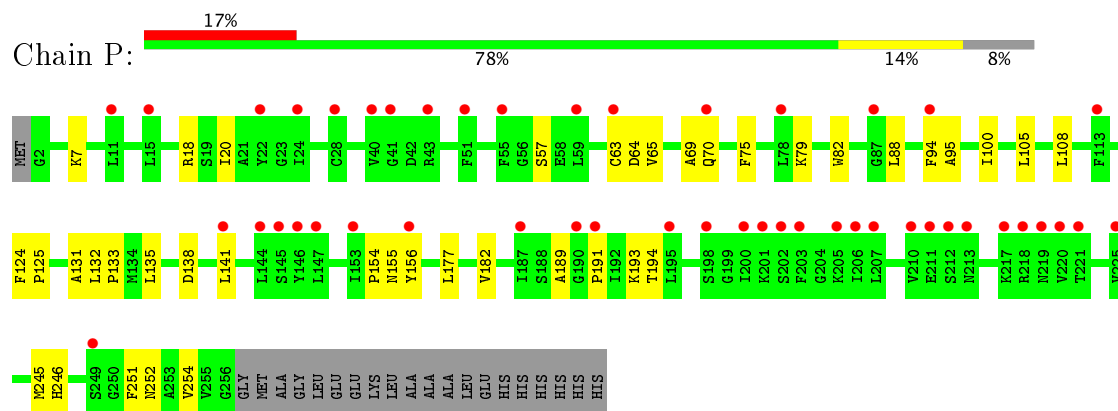 17%
Chain P:
78% 14% 8%
MET G2 K7 L11 L15 R18 S19 I20 A21 Y22 G23 I24 C28 V40 G41 D42 R43 F51 F55 G56 S57 E58 L59 C63 D64 V65 A69 Q70 F75 L78 K79 W82 G87 L88 F94 A95 I100 L105 L108 F113
F124 P125 A131 L132 P133 M134 L135 D138 L141 L144 S145 Y146 L147 I153 P154 N155 Y156 L177 V182 I187 S188 A189 G190 P191 I192 K193 T194 L195 S198 G199 I200 K201 S202 F203 G204 K205 I206 L207 V210 E211 S212 N213 K217 R218 N219 V220 T221
M245 H246 S249 G250 F251 N252 A253 V254 V255 G256 GLY MET ALA GLY LEU GLU GLU LYS LEU ALA ALA ALA LEU GLU HIS HIS HIS HIS HIS HIS